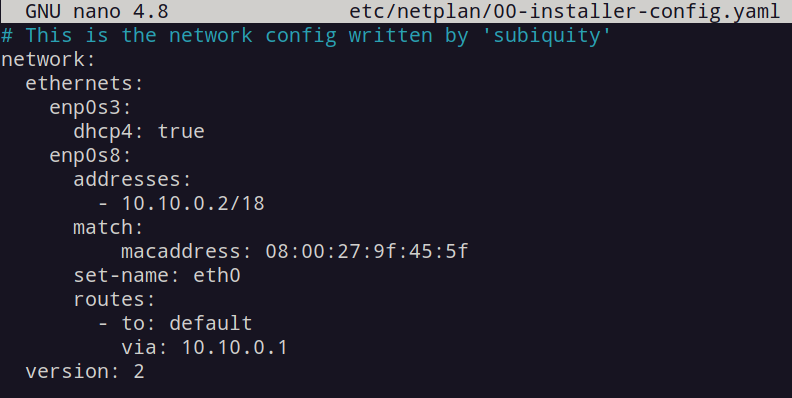 GNU nano 4.8 etc/netplan/00-installer-config.yaml
# This is the network config written by 'subiquity'
network:
  ethernets:
    enp0s3:
      dhcp4: true
    enp0s8:
      addresses:
        - 10.10.0.2/18
      match:
          macaddress: 08:00:27:9f:45:5f
      set-name: eth0
      routes:
        - to: default
          via: 10.10.0.1
  version: 2